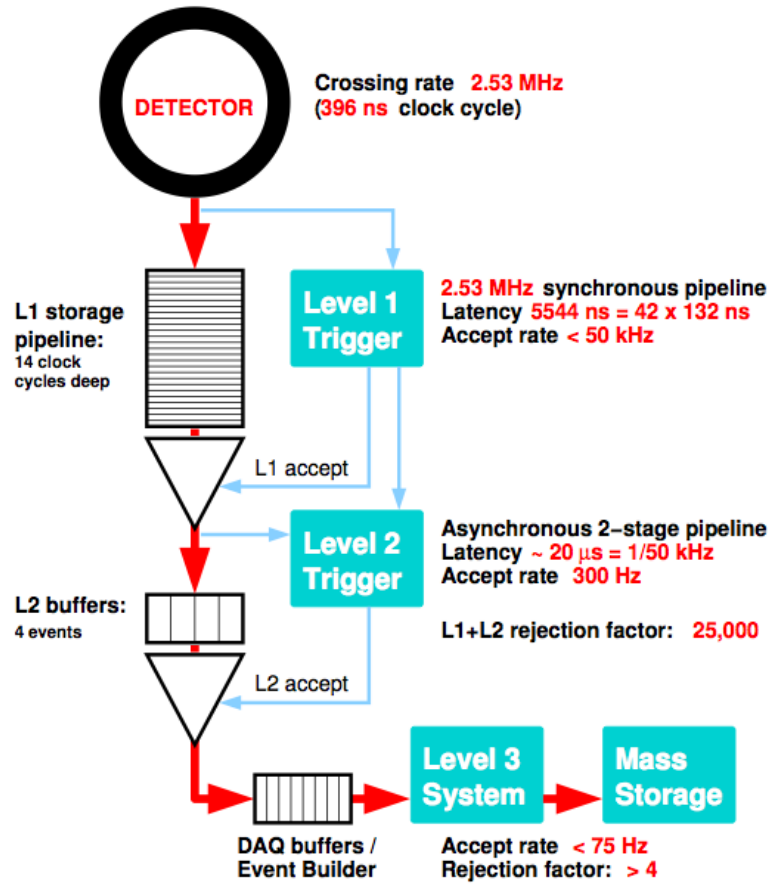 DETECTOR
Crossing rate 2.53 MHz
(396 ns clock cycle)
L1 storage
pipeline:
14 clock
cycles deep
Level 1
Trigger
2.53 MHz synchronous pipeline
Latency 5544 ns = 42 x 132 ns
Accept rate < 50 kHz
L1 accept
Level 2
Trigger
Asynchronous 2−stage pipeline
Latency ~ 20 μs = 1/50 kHz
Accept rate 300 Hz
L2 buffers:
4 events
L1+L2 rejection factor: 25,000
L2 accept
Level 3
System
Mass
Storage
DAQ buffers /
Event Builder
Accept rate < 75 Hz
Rejection factor: > 4